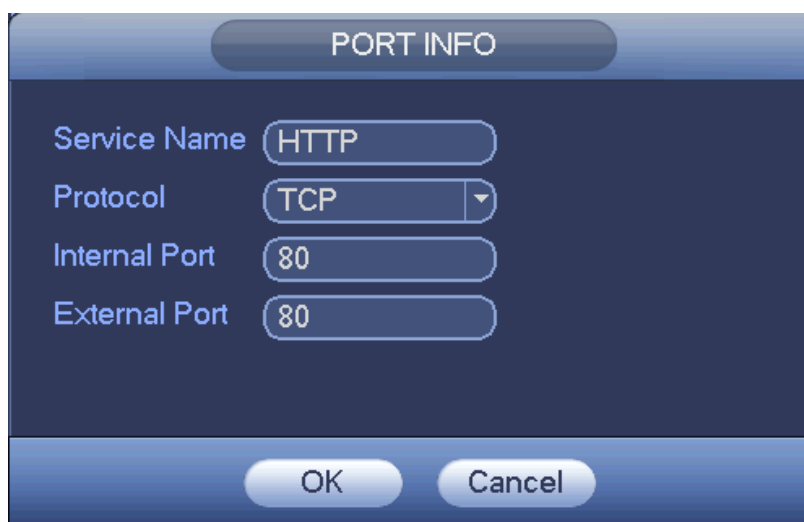 PORT INFO
Service Name HTTP
Protocol TCP
Internal Port 80
External Port 80
OK Cancel